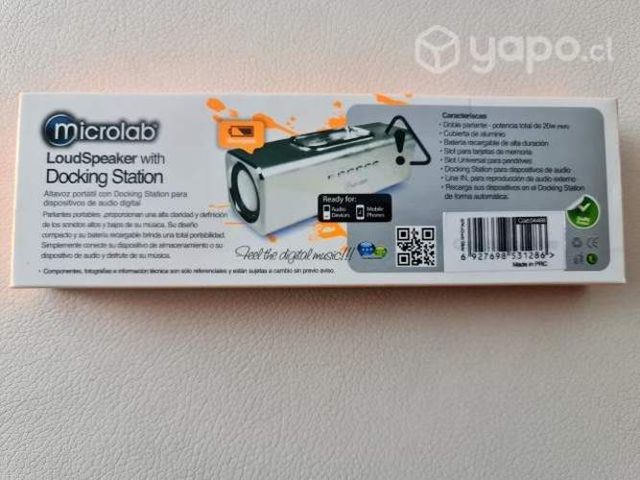 yapo.cl
microlab
LoudSpeaker with
Docking Station
Altavoz portátil con Docking Station para
dispositivos de audio digital
Parlantes portables ,proporcionan una alta claridad y definición
de los sonidos altos y bajos de su música. Su diseño
compacto y su batería recargable brinda una total portabilidad.
Simplemente conecte su dispositivo de almacenamiento o su
dispositivo de audio y disfrute de su música.
• Componentes, fotografías e información técnica son sólo referenciales y están sujetas a cambio sin previo aviso.
Ready for:
Audio
Devices
Mobile
Phones
Feel the digital music!!!
• Doble parlante - potencia total de 20w
• Cubierta de aluminio
• Batería recargable de alta duración
• Slot para tarjetas de memoria
• Slot Universal para pendrives
• Docking Station para dispositivos de audio
• Line IN, para reproducción de audio externo
• Recarga sus dispositivos en el Docking Station
de forma automática.
6 927698 531286 >
Made in PRC